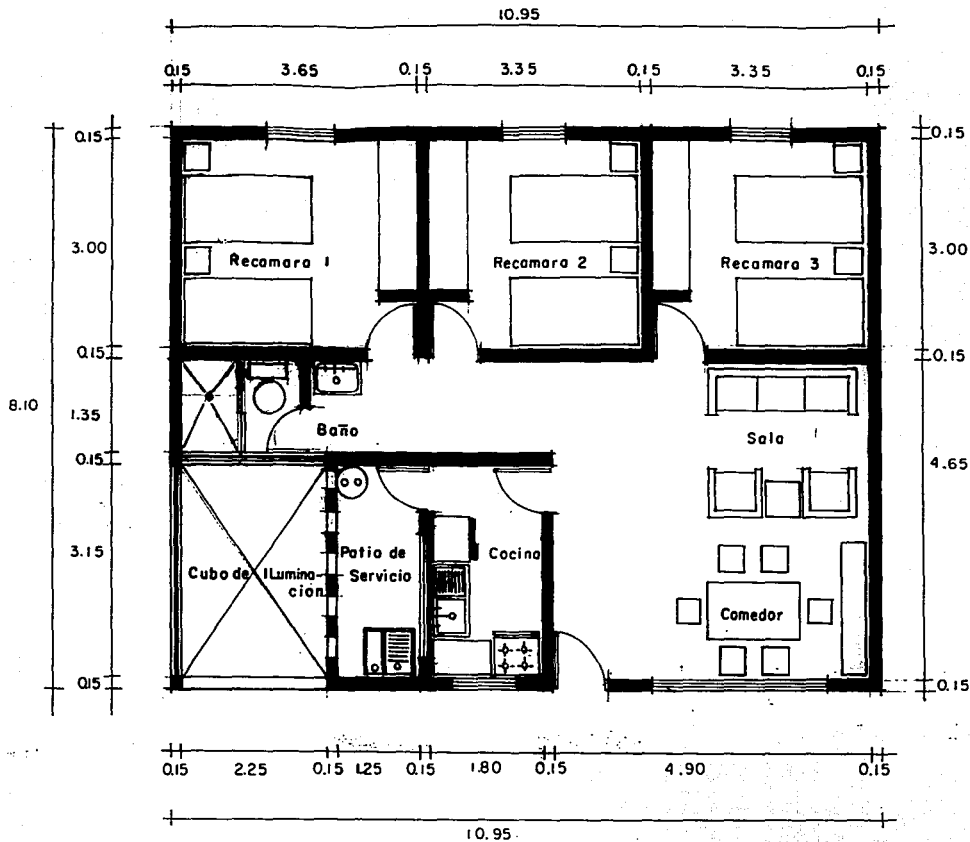 10.95
0.15 3.65 0.15 3.35 0.15 3.35 0.15
0.15 0.15
3.00 3.00
Recamara 1 Recamara 2 Recamara 3
0.15 0.15
8.10
1.35
Baño
Sala
0.15
4.65
3.15
Patio de
Servicio
Cocina
Cubo de ILumina-
cion
Comedor
0.15 0.15
0.15 2.25 0.15 1.25 0.15 1.80 0.15 4.90 0.15
10.95